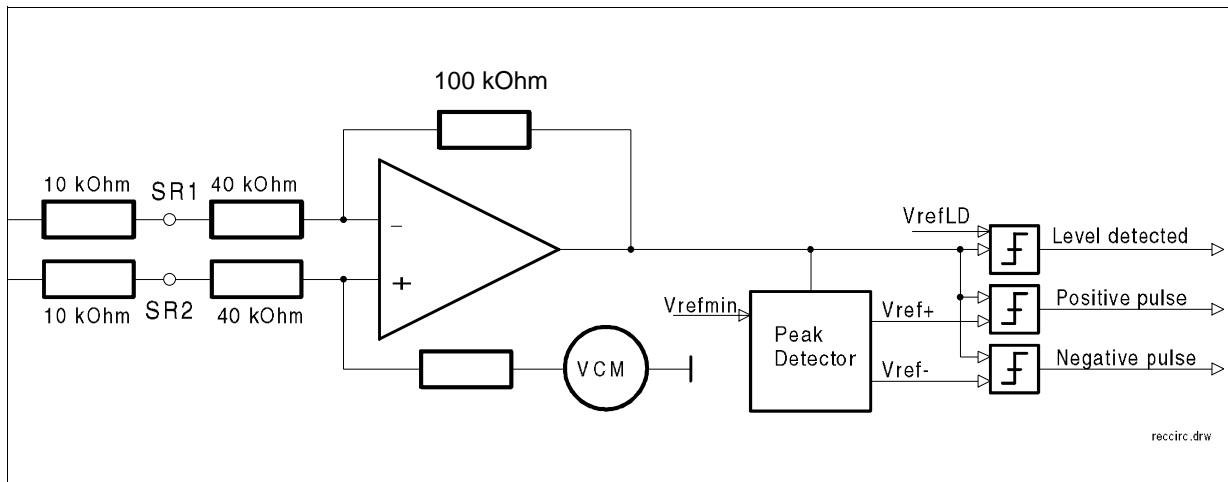 100 kOhm
10 kOhm SR1 40 kOhm
10 kOhm SR2 40 kOhm
-
+
VCM
VrefLD
Level detected
Vrefmin
Peak
Detector
Vref+
Positive pulse
Vref-
Negative pulse
reccirc.drw